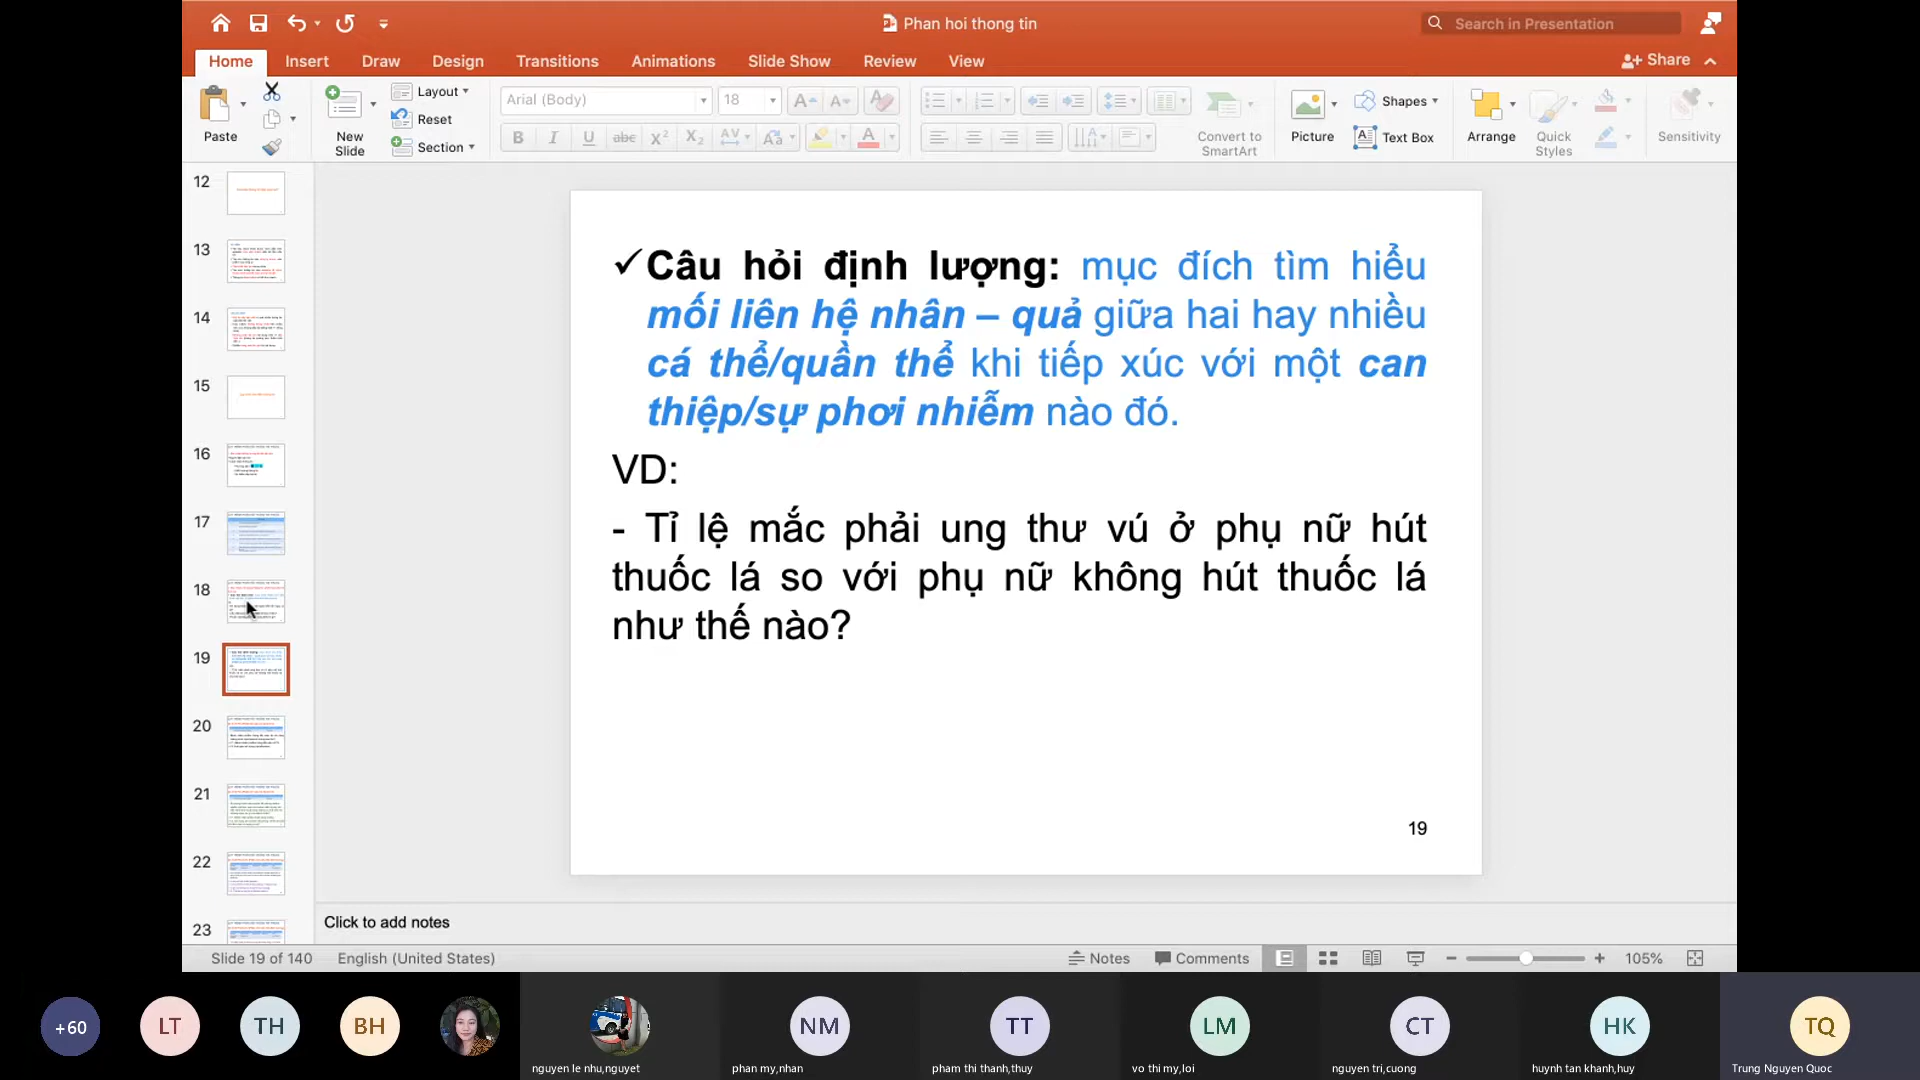 Phan hoi thong tin
Search in Presentation
Home Insert Draw Design Transitions Animations Slide Show Review View
Share
Paste
New
Slide
Layout
Reset
Section
Arial (Body)
18
B I U abc X² X₂ AV Aa A
Convert to
SmartArt
Picture
Shapes
Text Box
Arrange
Quick
Styles
Sensitivity
12
13
14
15
16
17
18
19
20
21
22
23
✓Câu hỏi định lượng: mục đích tìm hiểu
mối liên hệ nhân – quả giữa hai hay nhiều
cá thể/quần thể khi tiếp xúc với một can
thiệp/sự phơi nhiễm nào đó.
VD:
- Tỉ lệ mắc phải ung thư vú ở phụ nữ hút
thuốc lá so với phụ nữ không hút thuốc lá
như thế nào?
19
Click to add notes
Slide 19 of 140 English (United States)
Notes Comments 105%
+60 LT TH BH NM TT LM CT HK TQ
nguyen le nhu,nguyet phan my,nhan pham thi thanh,thuy vo thi my,loi nguyen tri,cuong huynh tan khanh,huy Trung Nguyen Quoc